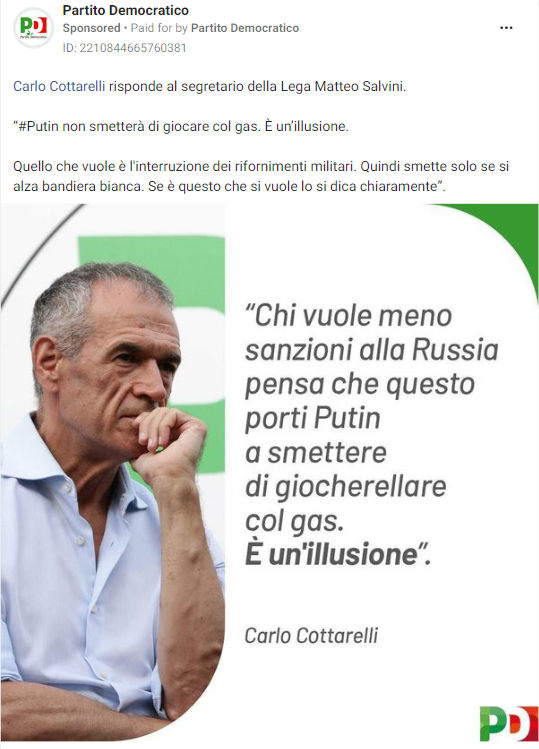 Partito Democratico
Sponsored • Paid for by Partito Democratico
ID: 2210844665760381
Carlo Cottarelli risponde al segretario della Lega Matteo Salvini.
“#Putin non smetterà di giocare col gas. È un’illusione.
Quello che vuole è l'interruzione dei rifornimenti militari. Quindi smette solo se si
alza bandiera bianca. Se è questo che si vuole lo si dica chiaramente”.
“Chi vuole meno
sanzioni alla Russia
pensa che questo
porti Putin
a smettere
di giocherellare
col gas.
È un'illusione”.
Carlo Cottarelli
PD